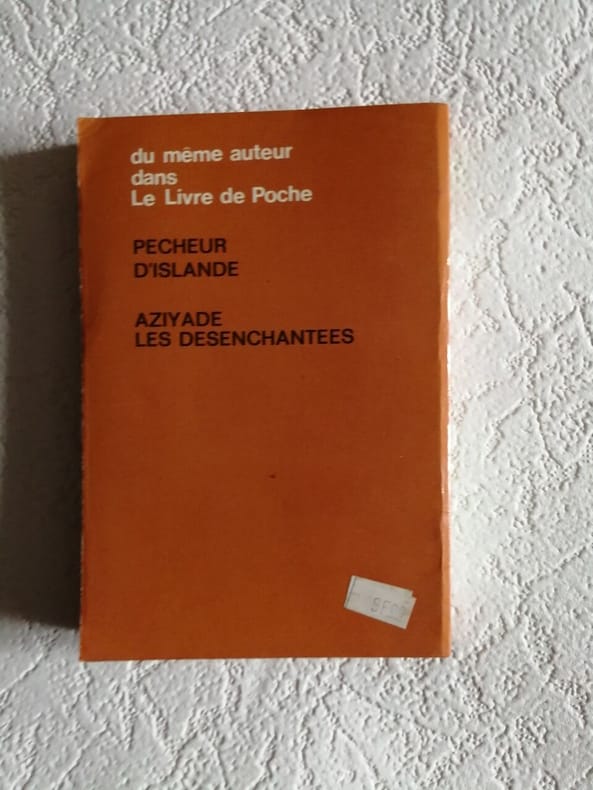 du même auteur
dans
Le Livre de Poche
PECHEUR
D'ISLANDE
AZIYADE
LES DESENCHANTEES